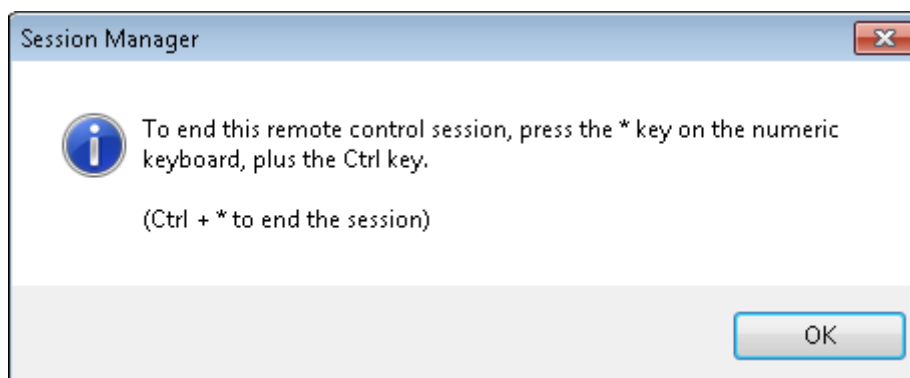 Session Manager
To end this remote control session, press the * key on the numeric
keyboard, plus the Ctrl key.
(Ctrl + * to end the session)
OK